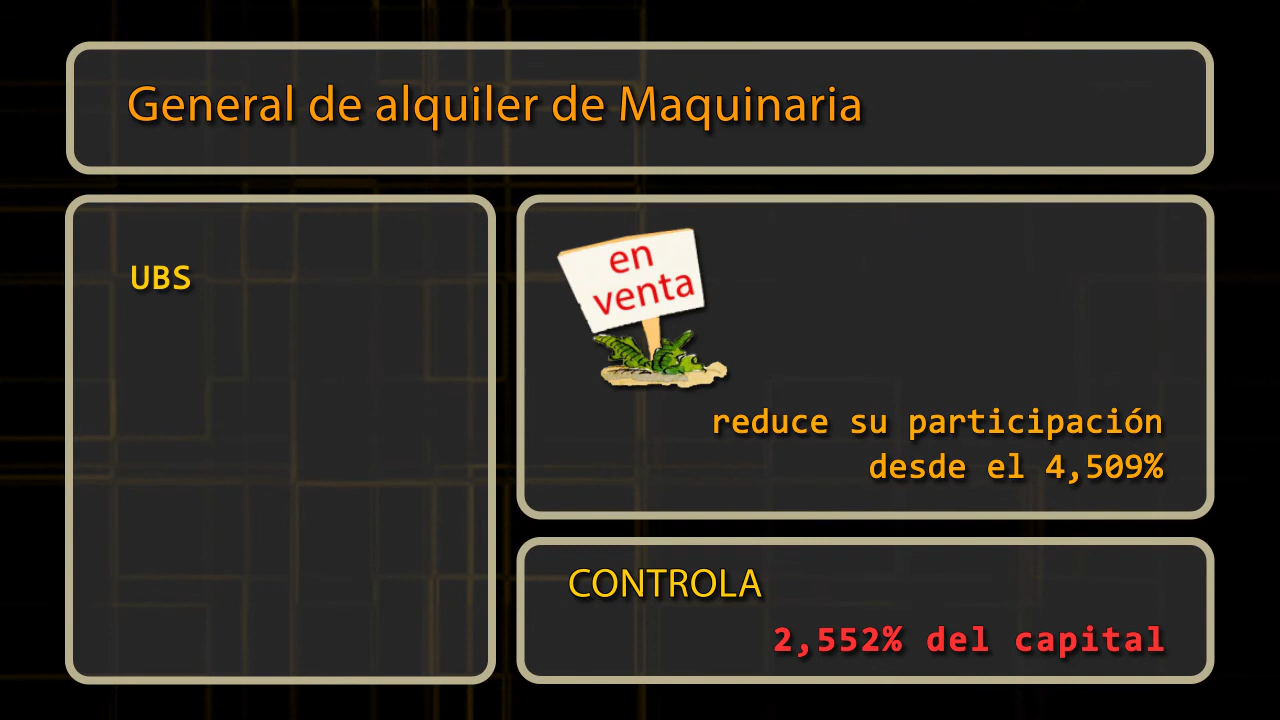 General de alquiler de Maquinaria
UBS
en
venta
reduce su participación
desde el 4,509%
CONTROLA
2,552% del capital